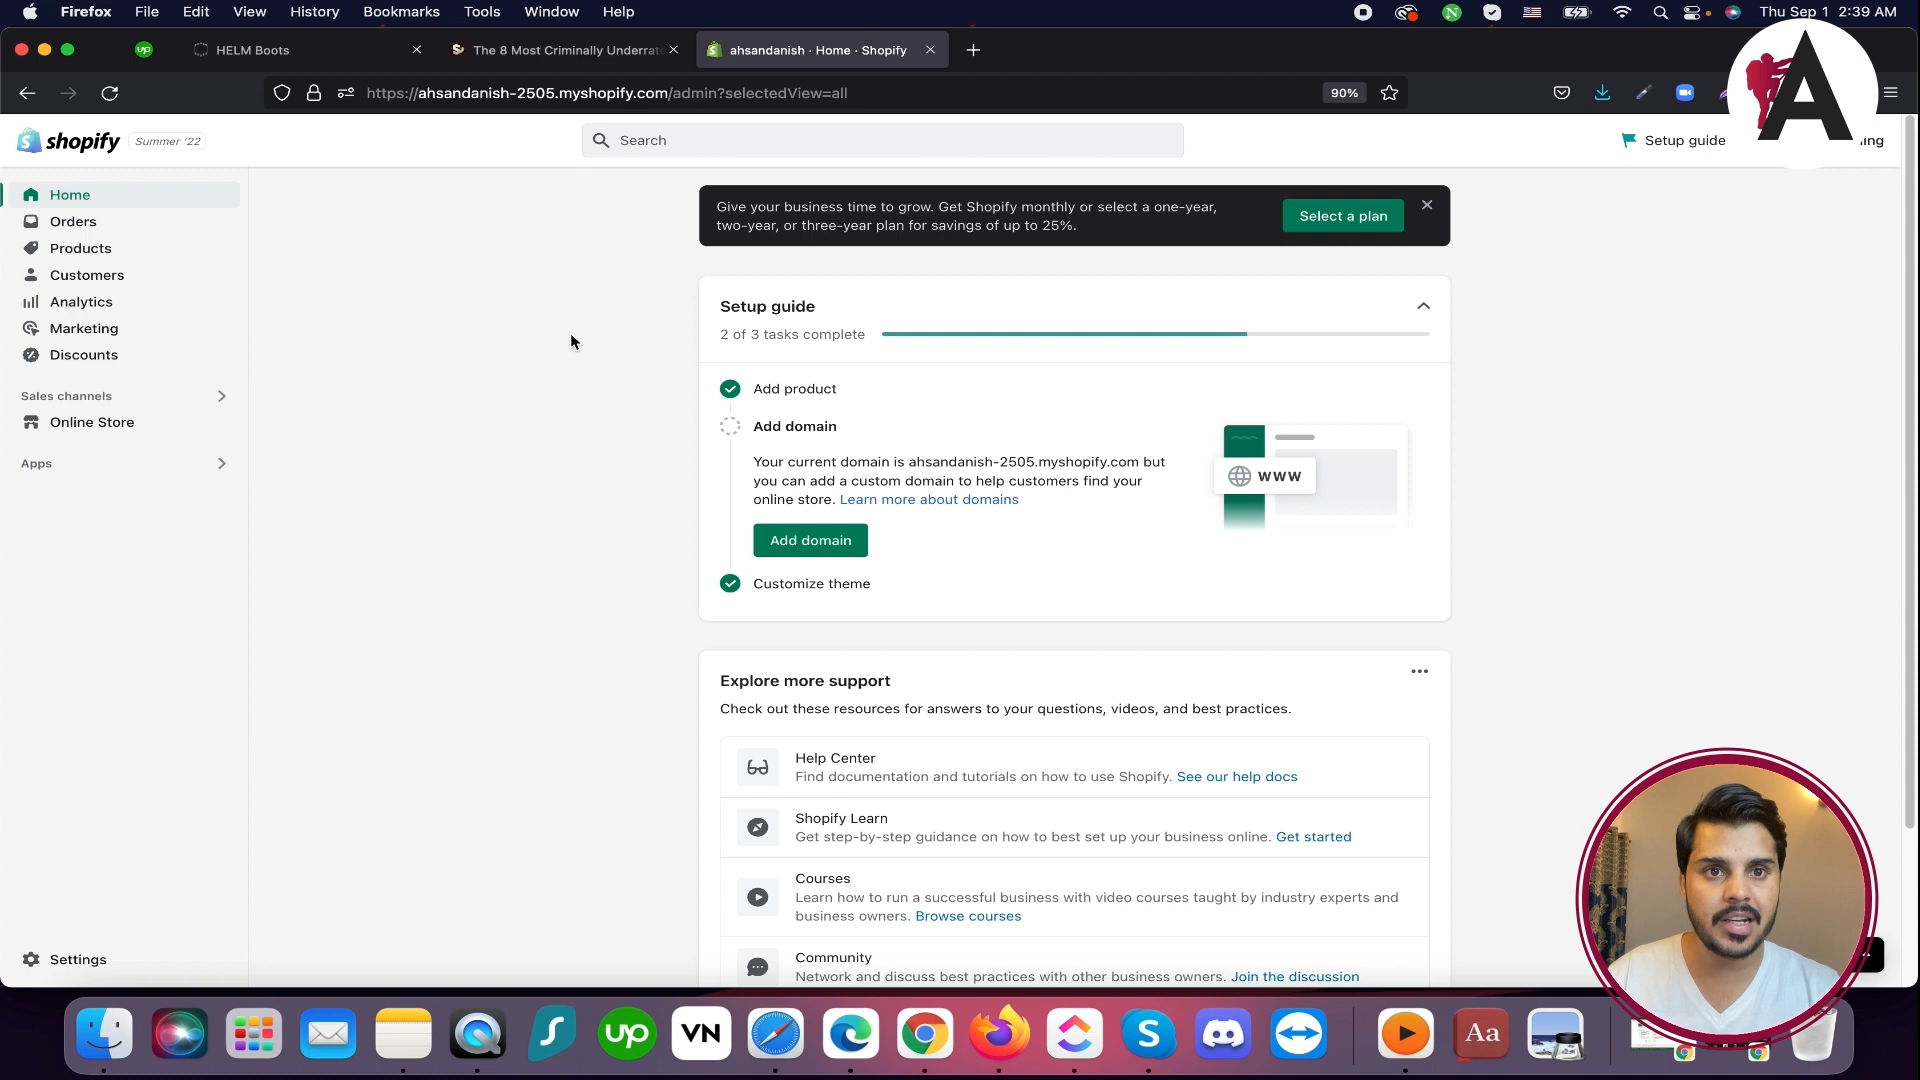 Firefox File Edit View History Bookmarks Tools Window Help
Thu Sep 1 2:39 AM
up
HELM Boots
The 8 Most Criminally Underrate
ahsandanish · Home · Shopify
https://ahsandanish-2505.myshopify.com/admin?selectedView=all
90%
A
shopify
Summer '22
Search
Setup guide
Home
Orders
Products
Customers
Analytics
Marketing
Discounts
Sales channels
Online Store
Apps
Settings
Give your business time to grow. Get Shopify monthly or select a one-year,
two-year, or three-year plan for savings of up to 25%.
Select a plan
Setup guide
2 of 3 tasks complete
Add product
Add domain
Your current domain is ahsandanish-2505.myshopify.com but
you can add a custom domain to help customers find your
online store. Learn more about domains
Add domain
www
Customize theme
Explore more support
Check out these resources for answers to your questions, videos, and best practices.
Help Center
Find documentation and tutorials on how to use Shopify. See our help docs
Shopify Learn
Get step-by-step guidance on how to best set up your business online. Get started
Courses
Learn how to run a successful business with video courses taught by industry experts and
business owners. Browse courses
Community
Network and discuss best practices with other business owners. Join the discussion
up
VN
S
Aa